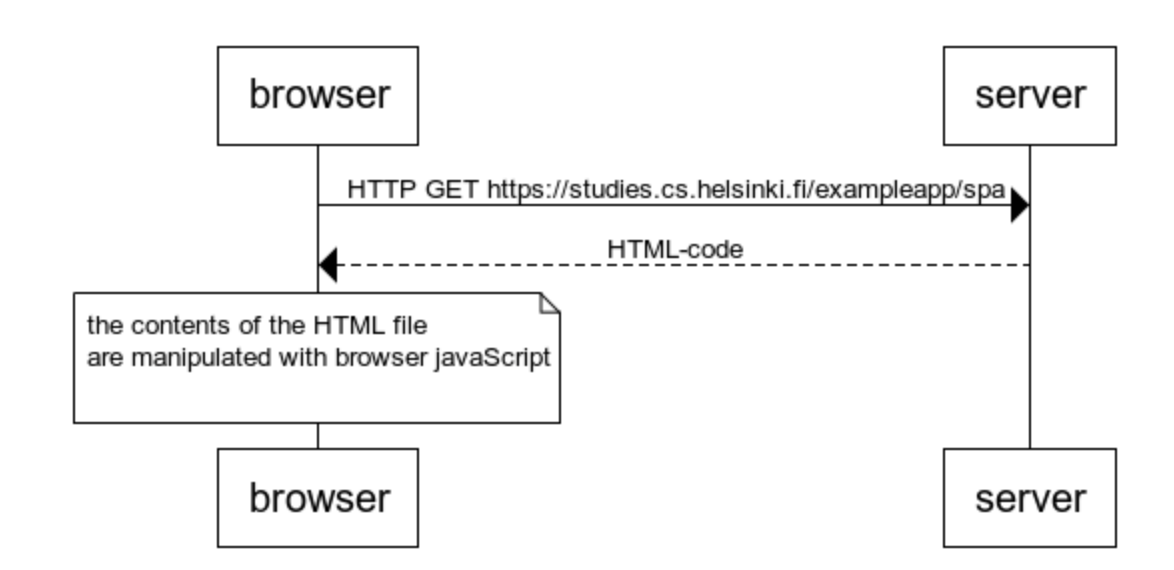 browser
server
HTTP GET https://studies.cs.helsinki.fi/exampleapp/spa
HTML-code
the contents of the HTML file
are manipulated with browser javaScript
browser
server